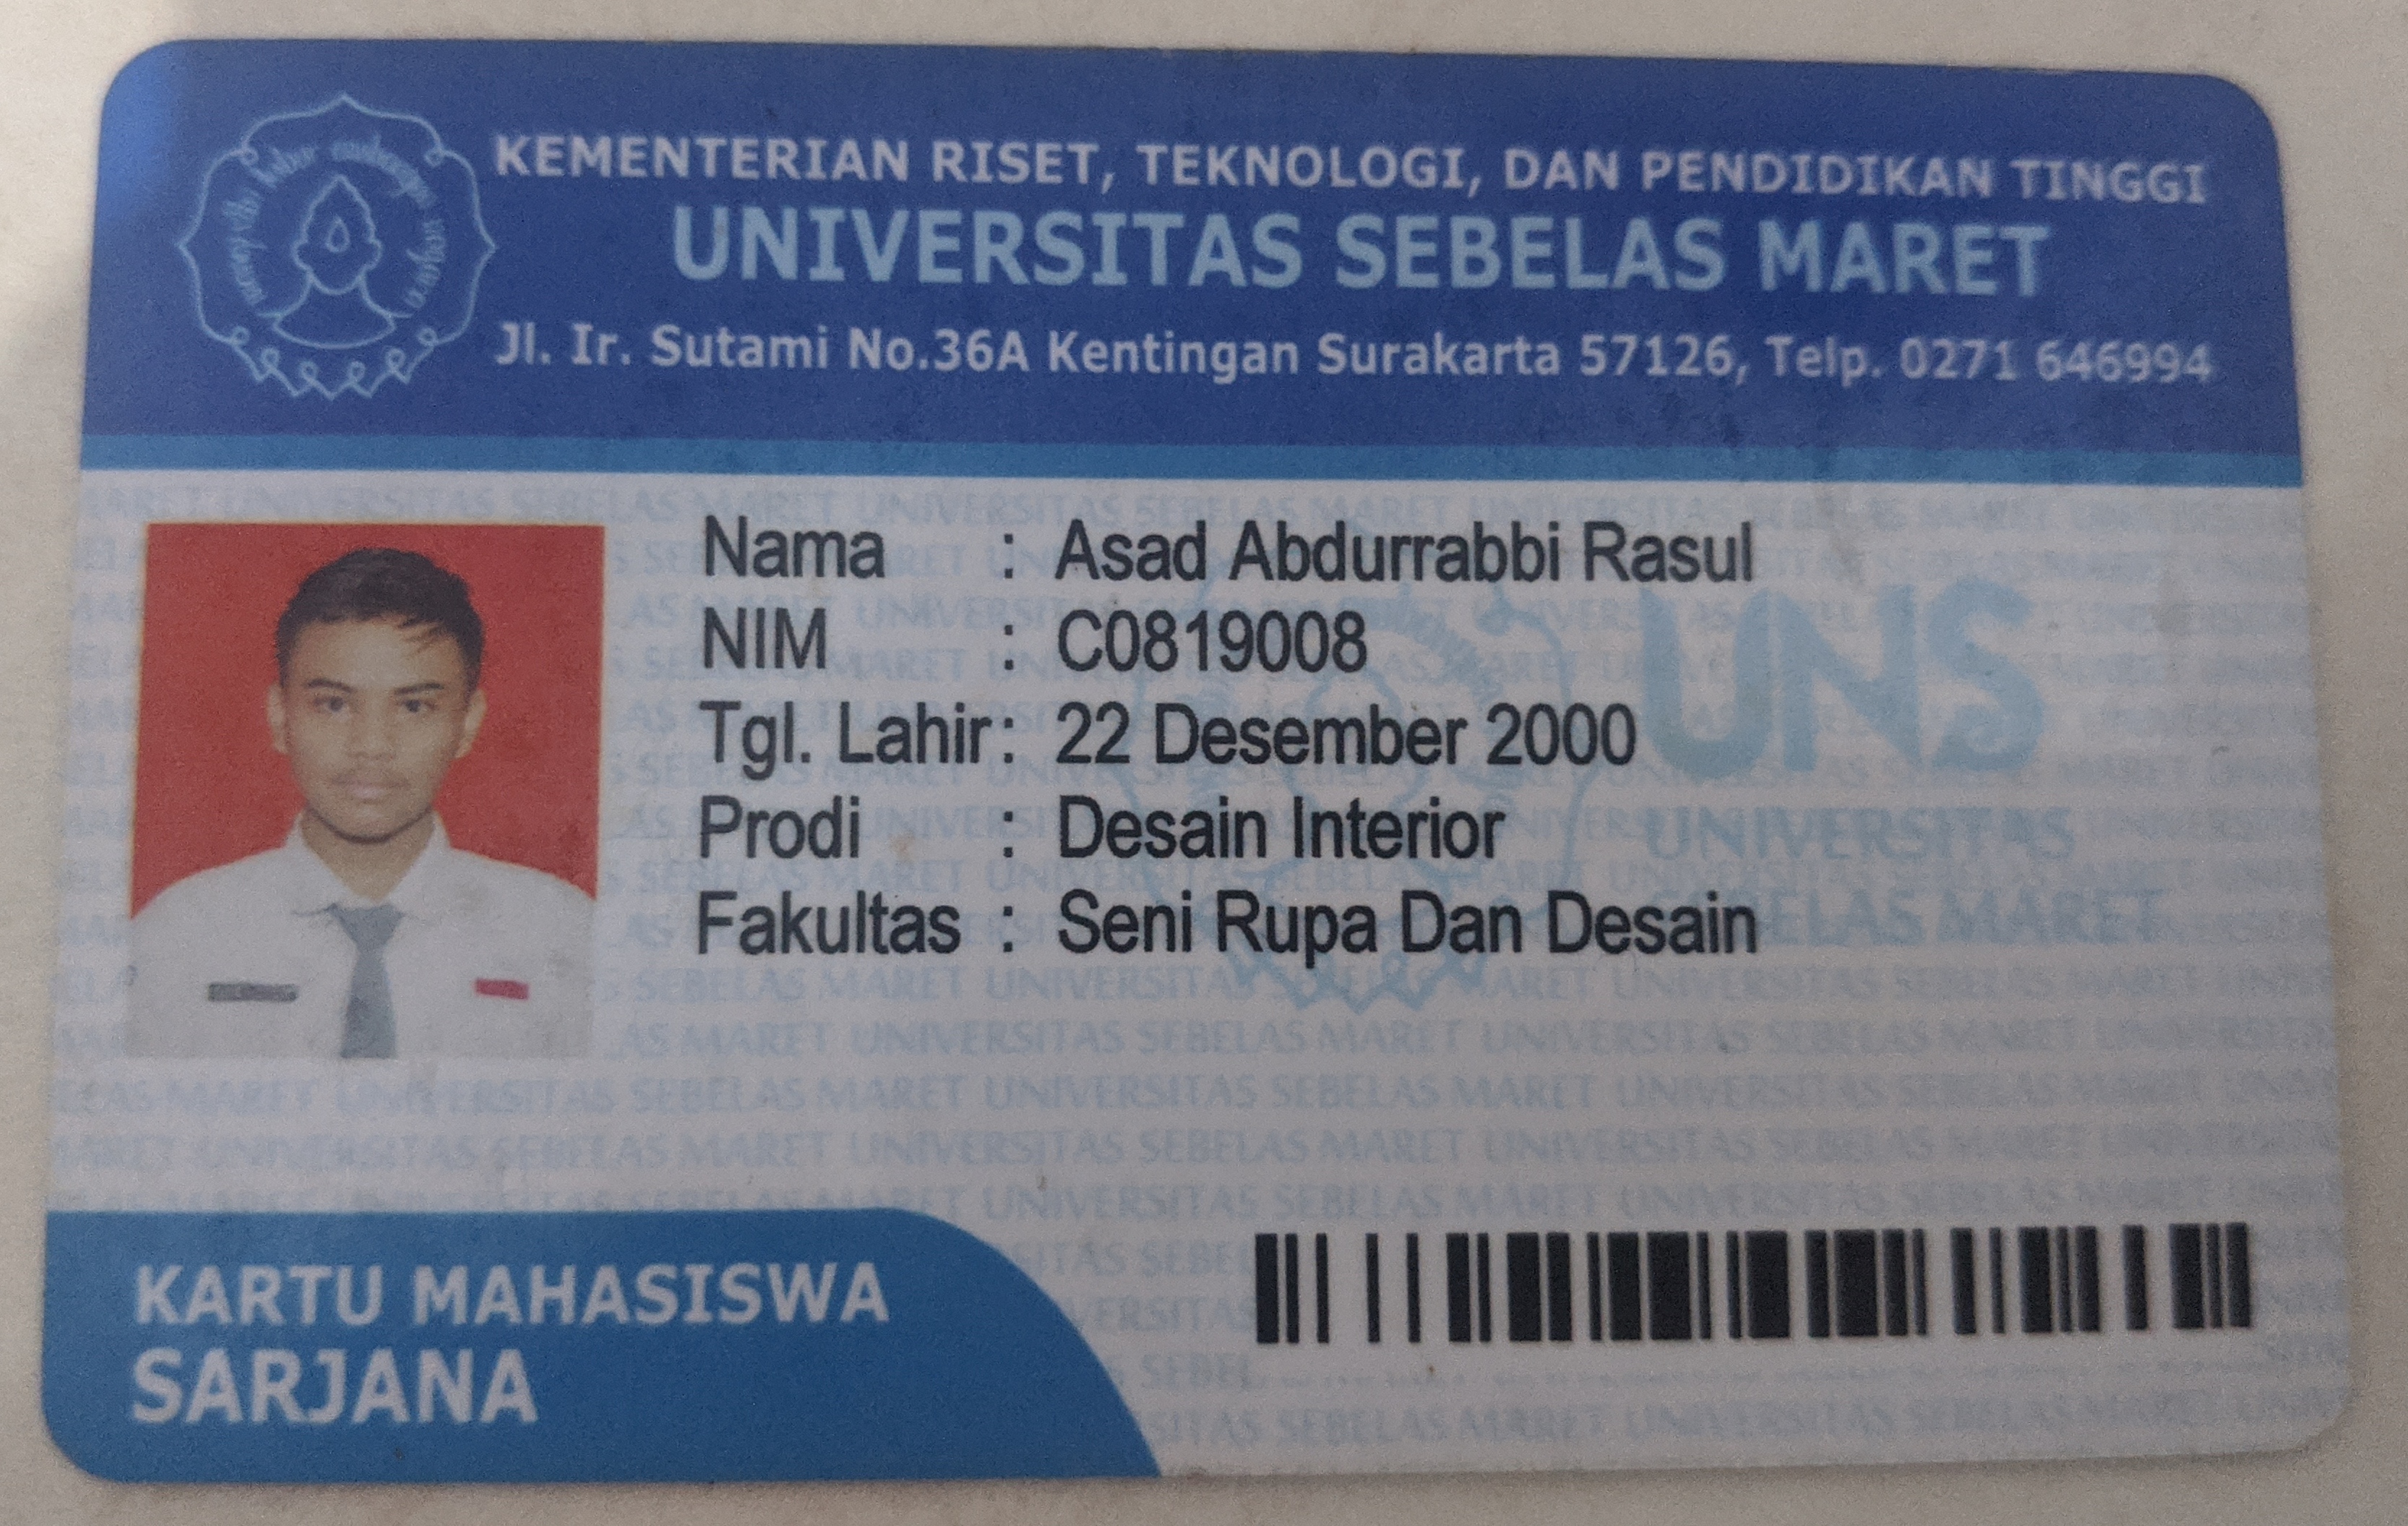 KEMENTERIAN RISET, TEKNOLOGI, DAN PENDIDIKAN TINGGI
UNIVERSITAS SEBELAS MARET
Jl. Ir. Sutami No.36A Kentingan Surakarta 57126, Telp. 0271 646994
Nama : Asad Abdurrabbi Rasul
NIM : C0819008
Tgl. Lahir : 22 Desember 2000
Prodi : Desain Interior
Fakultas : Seni Rupa Dan Desain
UNS
UNIVERSITAS
SEBELAS MARET
KARTU MAHASISWA
SARJANA